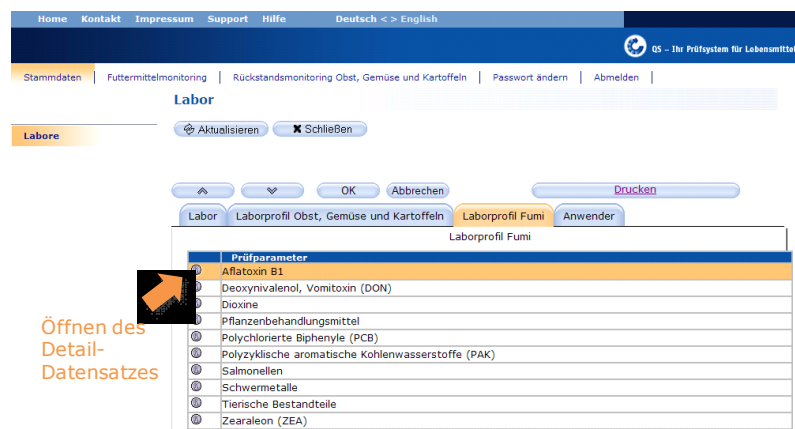 Home Kontakt Impressum Support Hilfe Deutsch < > English
QS – Ihr Prüfsystem für Lebensmittel
Stammdaten | Futtermittelmonitoring | Rückstandsmonitoring Obst, Gemüse und Kartoffeln | Passwort ändern | Abmelden |
Labor
Labore
Aktualisieren Schließen
OK Abbrechen Drucken
Labor Laborprofil Obst, Gemüse und Kartoffeln Laborprofil Fumi Anwender
Laborprofil Fumi
Prüfparameter
Aflatoxin B1
Deoxynivalenol, Vomitoxin (DON)
Dioxine
Pflanzenbehandlungsmittel
Polychlorierte Biphenyle (PCB)
Polyzyklische aromatische Kohlenwasserstoffe (PAK)
Salmonellen
Schwermetalle
Tierische Bestandteile
Zearaleon (ZEA)
Öffnen des
Detail-
Datensatzes